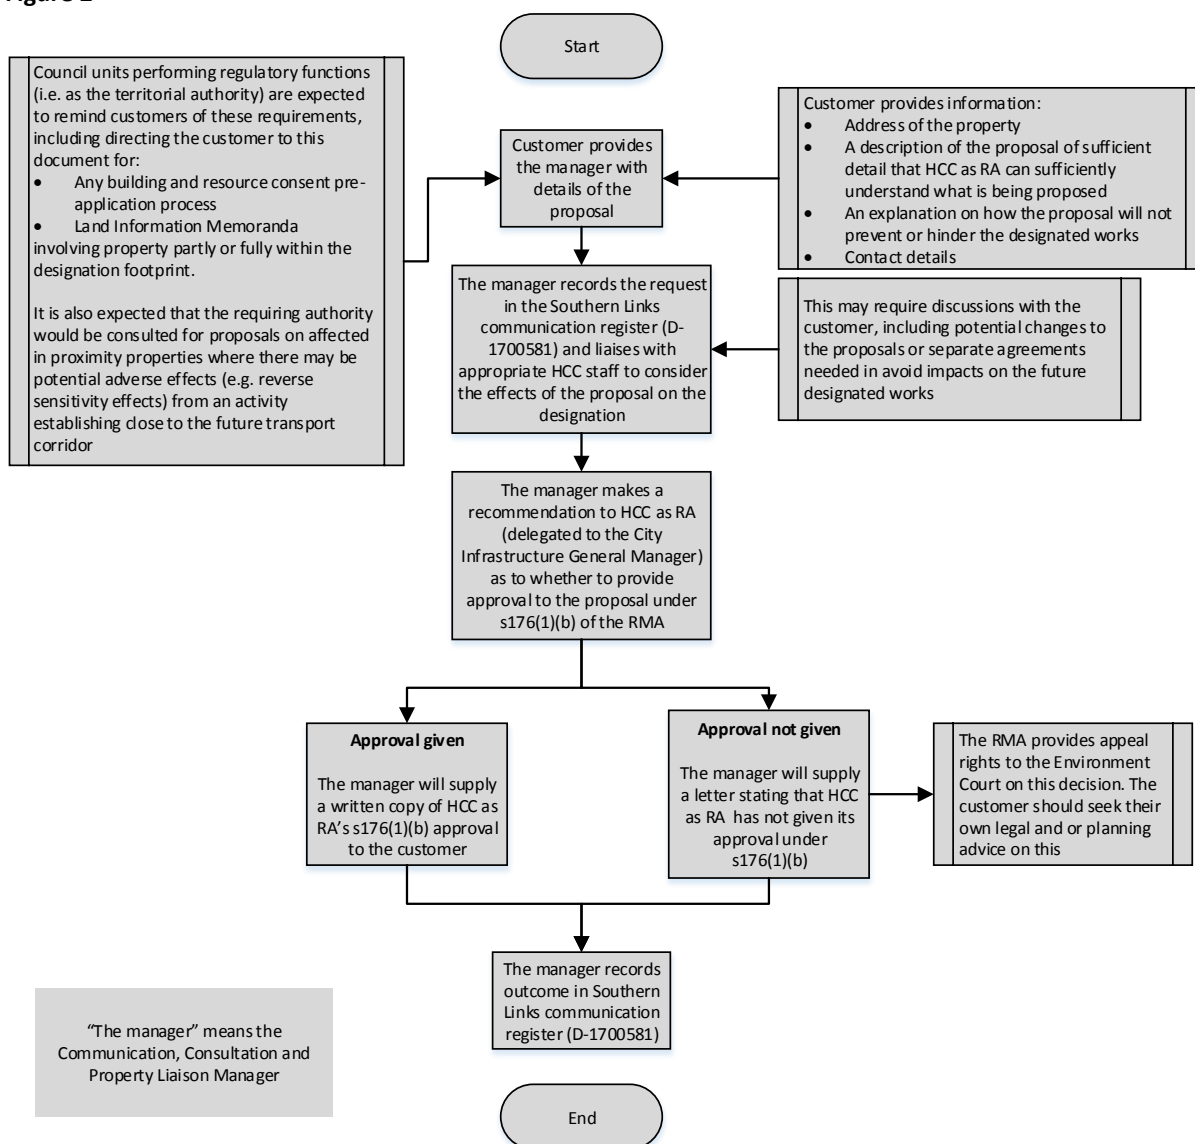 Start
Council units performing regulatory functions
(i.e. as the territorial authority) are expected
to remind customers of these requirements,
including directing the customer to this
document for:
• Any building and resource consent pre-
application process
• Land Information Memoranda
involving property partly or fully within the
designation footprint.
It is also expected that the requiring authority
would be consulted for proposals on affected
in proximity properties where there may be
potential adverse effects (e.g. reverse
sensitivity effects) from an activity
establishing close to the future transport
corridor
Customer provides
the manager with
details of the
proposal
Customer provides information:
• Address of the property
• A description of the proposal of sufficient
detail that HCC as RA can sufficiently
understand what is being proposed
• An explanation on how the proposal will not
prevent or hinder the designated works
• Contact details
The manager records the request
in the Southern Links
communication register (D-
1700581) and liaises with
appropriate HCC staff to consider
the effects of the proposal on the
designation
This may require discussions with the
customer, including potential changes to
the proposals or separate agreements
needed in avoid impacts on the future
designated works
The manager makes a
recommendation to HCC as RA
(delegated to the City
Infrastructure General Manager)
as to whether to provide
approval to the proposal under
s176(1)(b) of the RMA
Approval given
The manager will supply
a written copy of HCC as
RA’s s176(1)(b) approval
to the customer
Approval not given
The manager will supply
a letter stating that HCC
as RA has not given its
approval under
s176(1)(b)
The RMA provides appeal
rights to the Environment
Court on this decision. The
customer should seek their
own legal and or planning
advice on this
The manager records
outcome in Southern
Links communication
register (D-1700581)
“The manager” means the
Communication, Consultation and
Property Liaison Manager
End